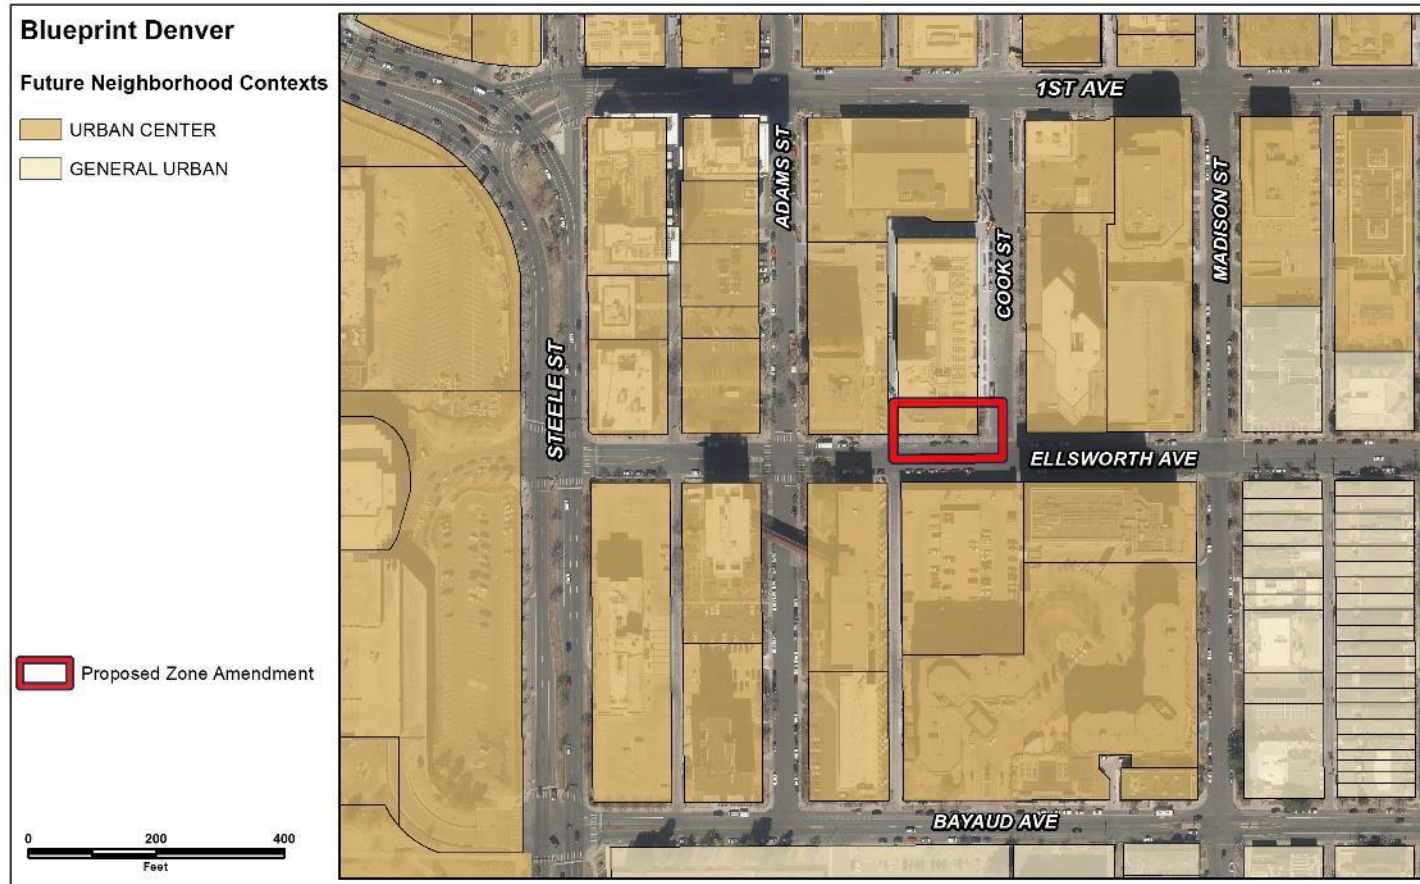 Blueprint Denver
Future Neighborhood Contexts
URBAN CENTER
GENERAL URBAN
Proposed Zone Amendment
0 200 400
Feet
1ST AVE
ADAMS ST
MADISON ST
COOK ST
STEELE ST
ELLSWORTH AVE
BAYAUD AVE